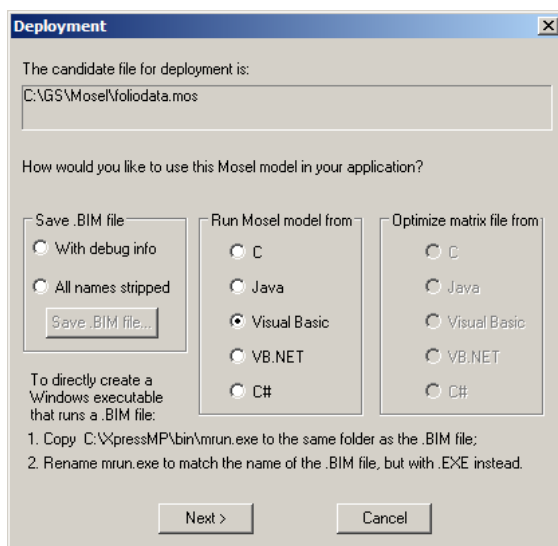 Deployment
The candidate file for deployment is:
C:\GS\Mosel\foliodata.mos
How would you like to use this Mosel model in your application?
Save .BIM file
With debug info
All names stripped
Save .BIM file...
Run Mosel model from
C
Java
Visual Basic
VB.NET
C#
Optimize matrix file from
C
Java
Visual Basic
VB.NET
C#
To directly create a
Windows executable
that runs a .BIM file:
1. Copy C:\XpressMP\bin\mrun.exe to the same folder as the .BIM file;
2. Rename mrun.exe to match the name of the .BIM file, but with .EXE instead.
Next >
Cancel